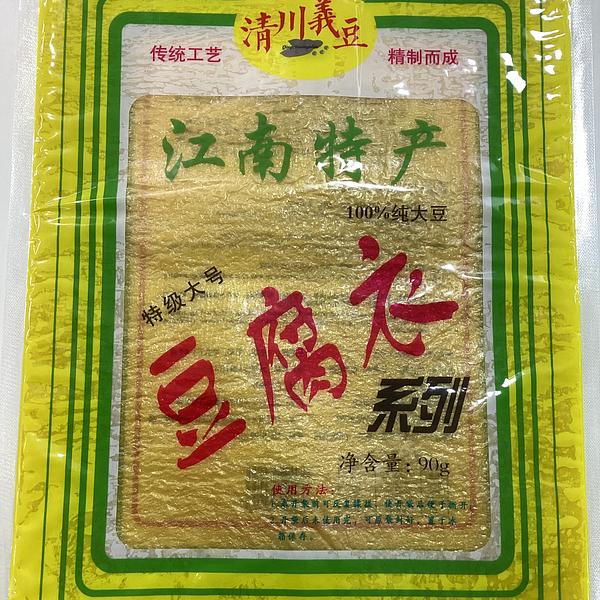 清川義豆
传统工艺
精制而成
江南特产
100%纯大豆
特级大号
豆腐衣
系列
净含量：90g
使用方法：